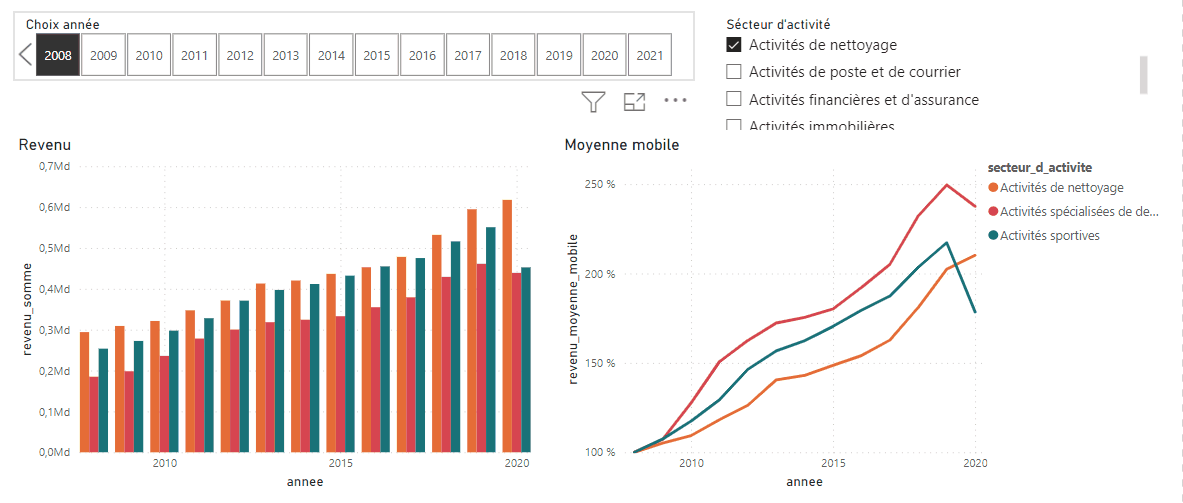 Choix année
2008 2009 2010 2011 2012 2013 2014 2015 2016 2017 2018 2019 2020 2021
Sécteur d'activité
Activités de nettoyage
Activités de poste et de courrier
Activités financières et d'assurance
Activités immobilières
Revenu
0,7Md
0,6Md
0,5Md
0,4Md
0,3Md
0,2Md
0,1Md
0,0Md
revenu_somme
2010 2015 2020
annee
Moyenne mobile
250 %
200 %
150 %
100 %
revenu_moyenne_mobile
2010 2015 2020
annee
secteur_d_activite
Activités de nettoyage
Activités spécialisées de de...
Activités sportives